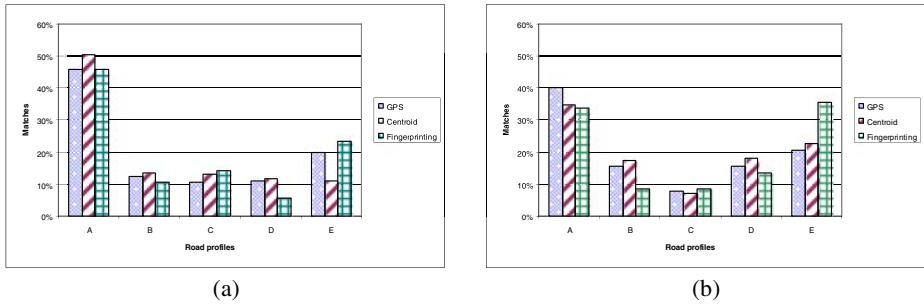 60%
50%
40%
30%
20%
10%
0%
Matches
A B C D E
Road profiles
GPS
Centroid
Fingerprinting
(a)
60%
50%
40%
30%
20%
10%
0%
Matches
A B C D E
Road profiles
GPS
Centroid
Fingerprinting
(b)